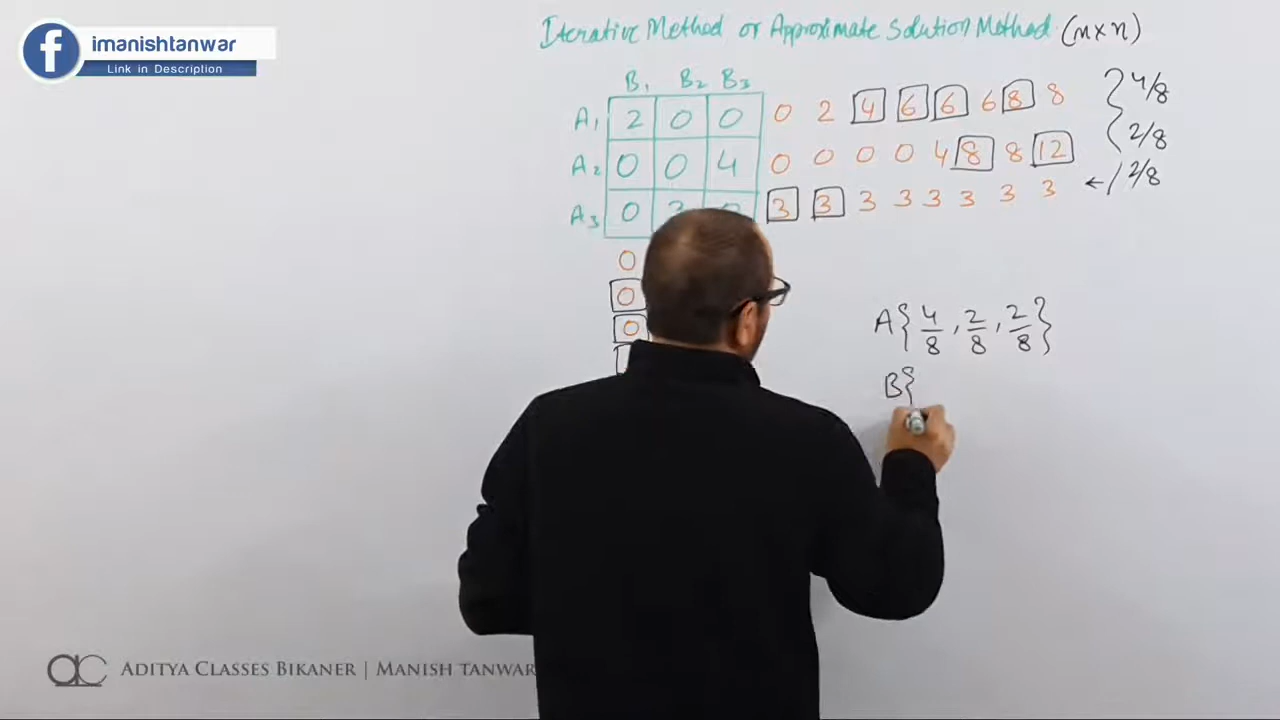 imanishtanwar
Link in Description
Iterative Method or Approximate Solution Method (n×n)
B1 B2 B3
A1 2 0 0 0 2 4 6 6 6 8 8 } 4/8
A2 0 0 4 0 0 0 0 4 8 8 12 2/8
A3 0 3 3 3 3 3 3 3 3 ← 2/8
0
0
0
A{4/8, 2/8, 2/8}
B{
ADITYA CLASSES BIKANER | MANISH TANWAR